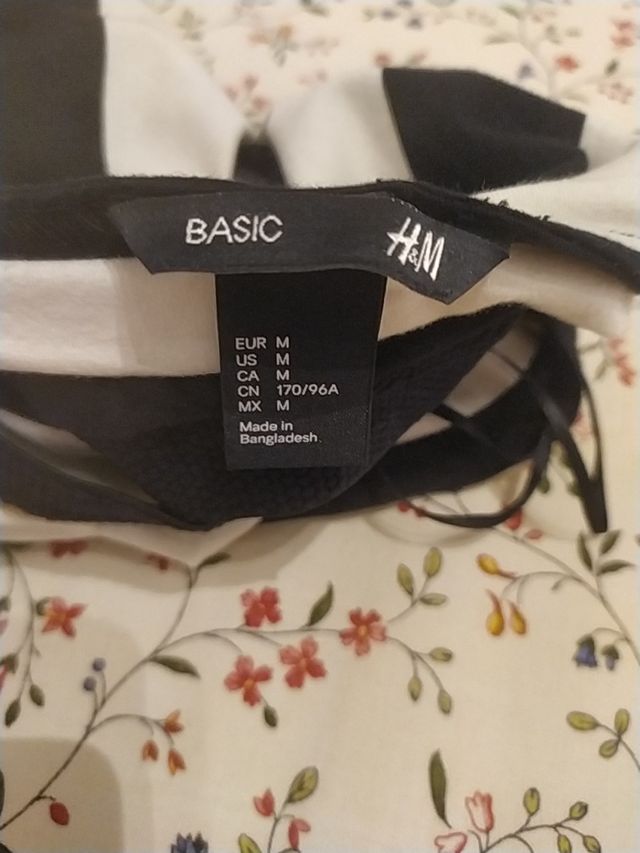 BASIC H&M
EUR M
US M
CA M
CN 170/96A
MX M
Made in
Bangladesh.